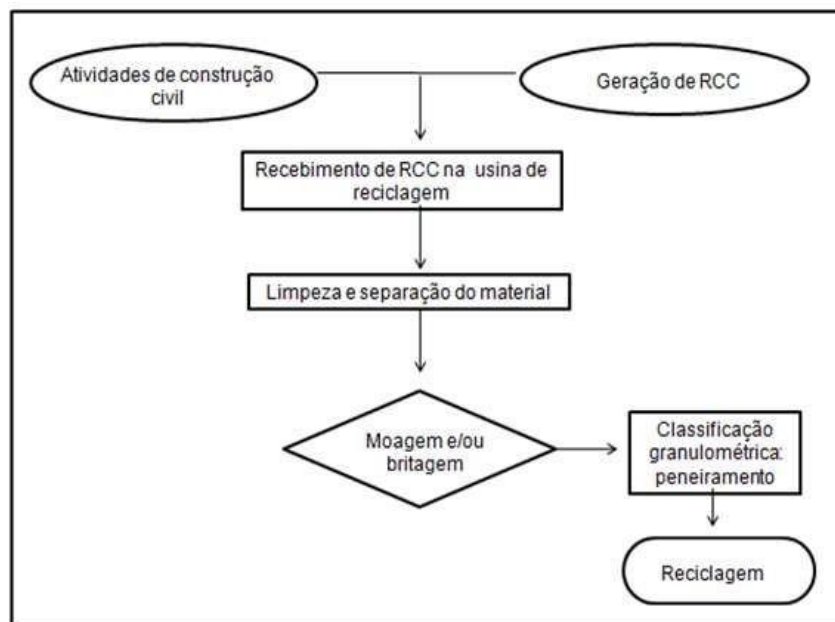 Atividades de construção
civil
Geração de RCC
Recebimento de RCC na usina de
reciclagem
Limpeza e separação do material
Moagem e/ou
britagem
Classificação
granulométrica:
peneiramento
Reciclagem